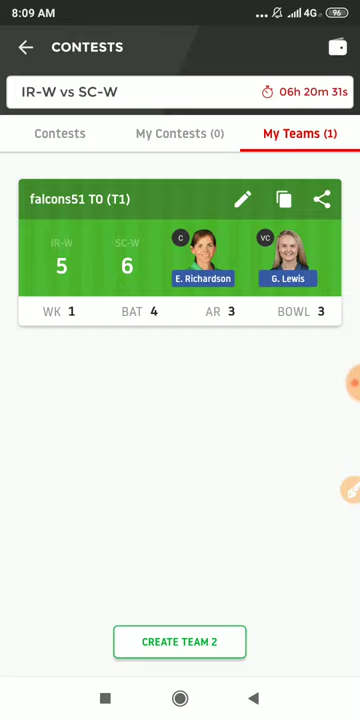 8:09 AM
4G
96
CONTESTS
IR-W vs SC-W
06h 20m 31s
Contests
My Contests (0)
My Teams (1)
falcons51 TO (T1)
IR-W
SC-W
5
6
C
VC
E. Richardson
G. Lewis
WK 1
BAT 4
AR 3
BOWL 3
CREATE TEAM 2